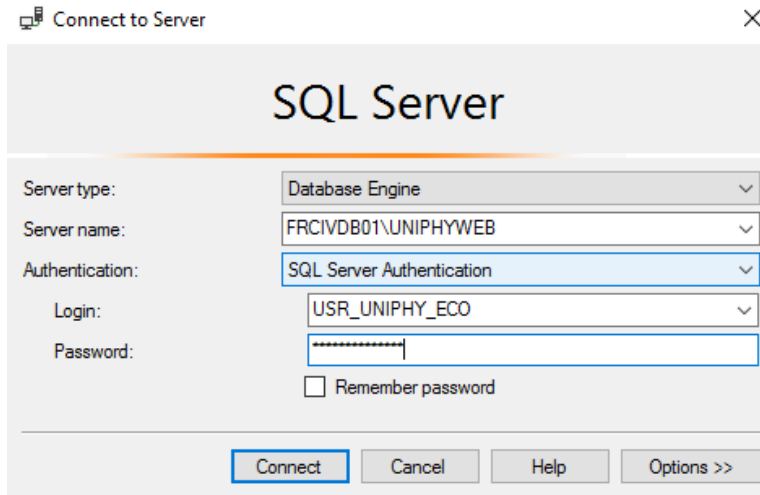 Connect to Server
SQL Server
Server type: Database Engine
Server name: FRCIVDB01\UNIPHYWEB
Authentication: SQL Server Authentication
Login: USR_UNIPHY_ECO
Password: **************
Remember password
Connect Cancel Help Options >>